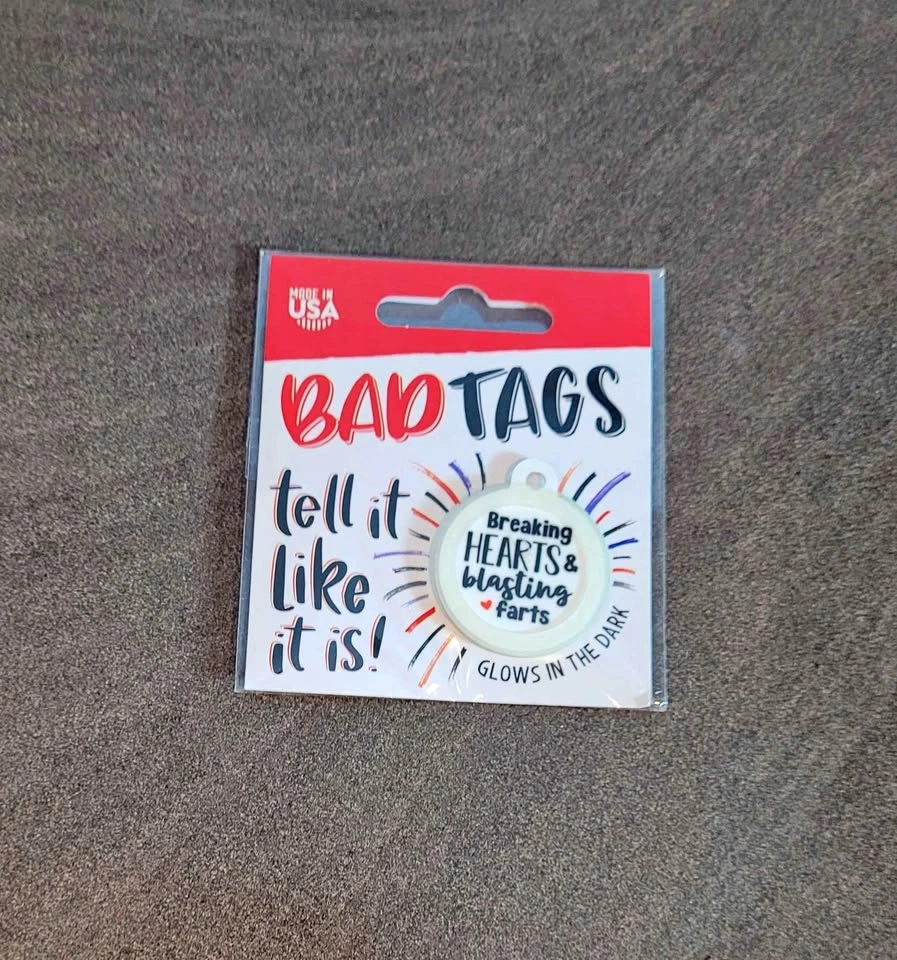 MADE IN
USA
BAD TAGS
tell it
like
it is!
Breaking
HEARTS &
blasting
farts
GLOWS IN THE DARK